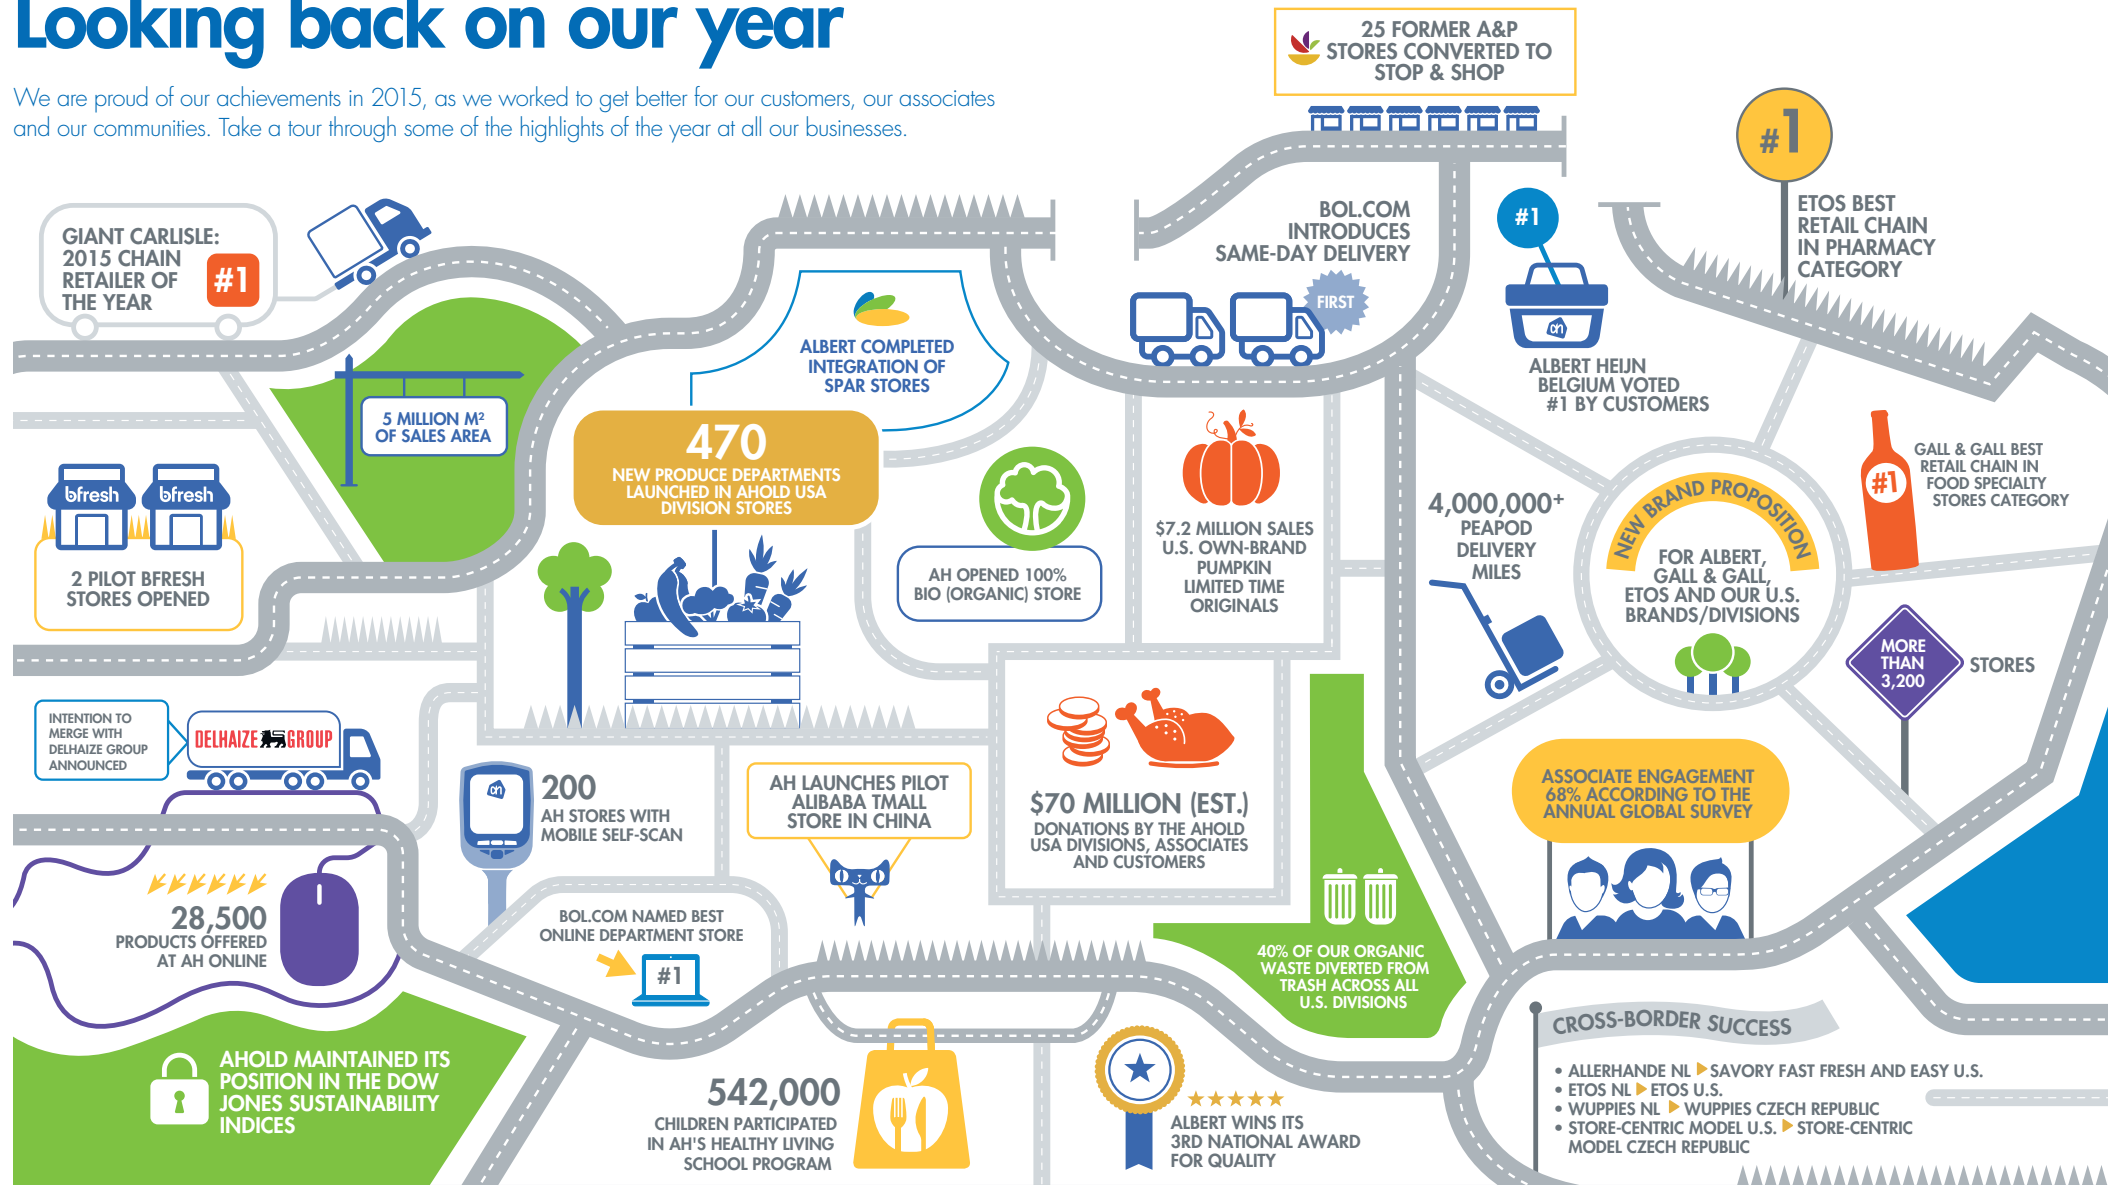 Looking back on our year
We are proud of our achievements in 2015, as we worked to get better for our customers, our associates
and our communities. Take a tour through some of the highlights of the year at all our businesses.
25 FORMER A&P
STORES CONVERTED TO
STOP & SHOP
#1
ETOS BEST
RETAIL CHAIN
IN PHARMACY
CATEGORY
GIANT CARLISLE:
2015 CHAIN
RETAILER OF
THE YEAR
#1
BOL.COM
INTRODUCES
SAME-DAY DELIVERY
FIRST
#1
ah
ALBERT HEIJN
BELGIUM VOTED
#1 BY CUSTOMERS
ALBERT COMPLETED
INTEGRATION OF
SPAR STORES
5 MILLION M²
OF SALES AREA
470
NEW PRODUCE DEPARTMENTS
LAUNCHED IN AHOLD USA
DIVISION STORES
bfresh
bfresh
2 PILOT BFRESH
STORES OPENED
AH OPENED 100%
BIO (ORGANIC) STORE
$7.2 MILLION SALES
U.S. OWN-BRAND
PUMPKIN
LIMITED TIME
ORIGINALS
4,000,000+
PEAPOD
DELIVERY
MILES
NEW BRAND PROPOSITION
FOR ALBERT,
GALL & GALL,
ETOS AND OUR U.S.
BRANDS/DIVISIONS
#1
GALL & GALL BEST
RETAIL CHAIN IN
FOOD SPECIALTY
STORES CATEGORY
MORE
THAN
3,200
STORES
INTENTION TO
MERGE WITH
DELHAIZE GROUP
ANNOUNCED
DELHAIZE GROUP
ah
200
AH STORES WITH
MOBILE SELF-SCAN
AH LAUNCHES PILOT
ALIBABA TMALL
STORE IN CHINA
$70 MILLION (EST.)
DONATIONS BY THE AHOLD
USA DIVISIONS, ASSOCIATES
AND CUSTOMERS
ASSOCIATE ENGAGEMENT
68% ACCORDING TO THE
ANNUAL GLOBAL SURVEY
28,500
PRODUCTS OFFERED
AT AH ONLINE
BOL.COM NAMED BEST
ONLINE DEPARTMENT STORE
#1
40% OF OUR ORGANIC
WASTE DIVERTED FROM
TRASH ACROSS ALL
U.S. DIVISIONS
AHOLD MAINTAINED ITS
POSITION IN THE DOW
JONES SUSTAINABILITY
INDICES
542,000
CHILDREN PARTICIPATED
IN AH'S HEALTHY LIVING
SCHOOL PROGRAM
ALBERT WINS ITS
3RD NATIONAL AWARD
FOR QUALITY
CROSS-BORDER SUCCESS
• ALLERHANDE NL ▶ SAVORY FAST FRESH AND EASY U.S.
• ETOS NL ▶ ETOS U.S.
• WUPPIES NL ▶ WUPPIES CZECH REPUBLIC
• STORE-CENTRIC MODEL U.S. ▶ STORE-CENTRIC
MODEL CZECH REPUBLIC